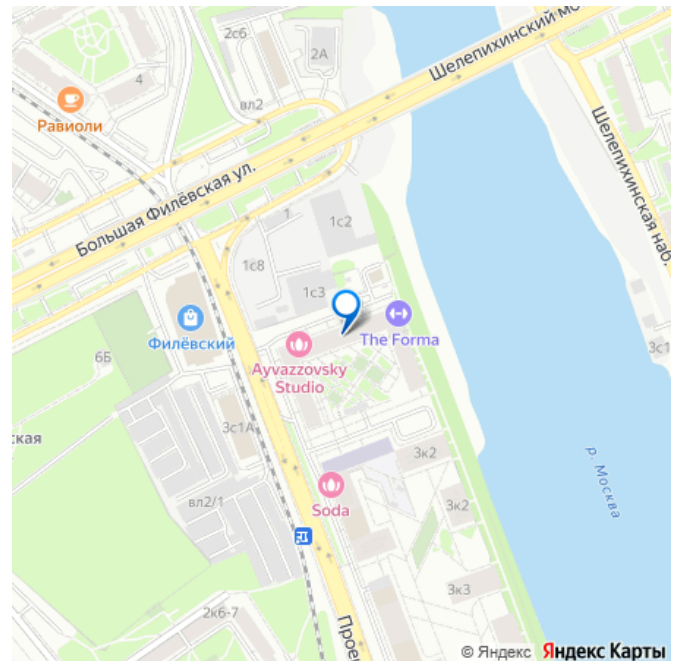 2с6
2А
4
Шелепихинский мо
вл2
Равиоли
Шелепихинская наб.
Большая Филёвская ул.
1
1с2
1с8
1с3
Филёвский
The Forma
6Б
Ayvazzovsky
Studio
3с1
3с1А
ская
3к2
р. Москва
Soda
вл2/1
3к2
3к3
2к6-7
Прое
© Яндекс Яндекс Карты